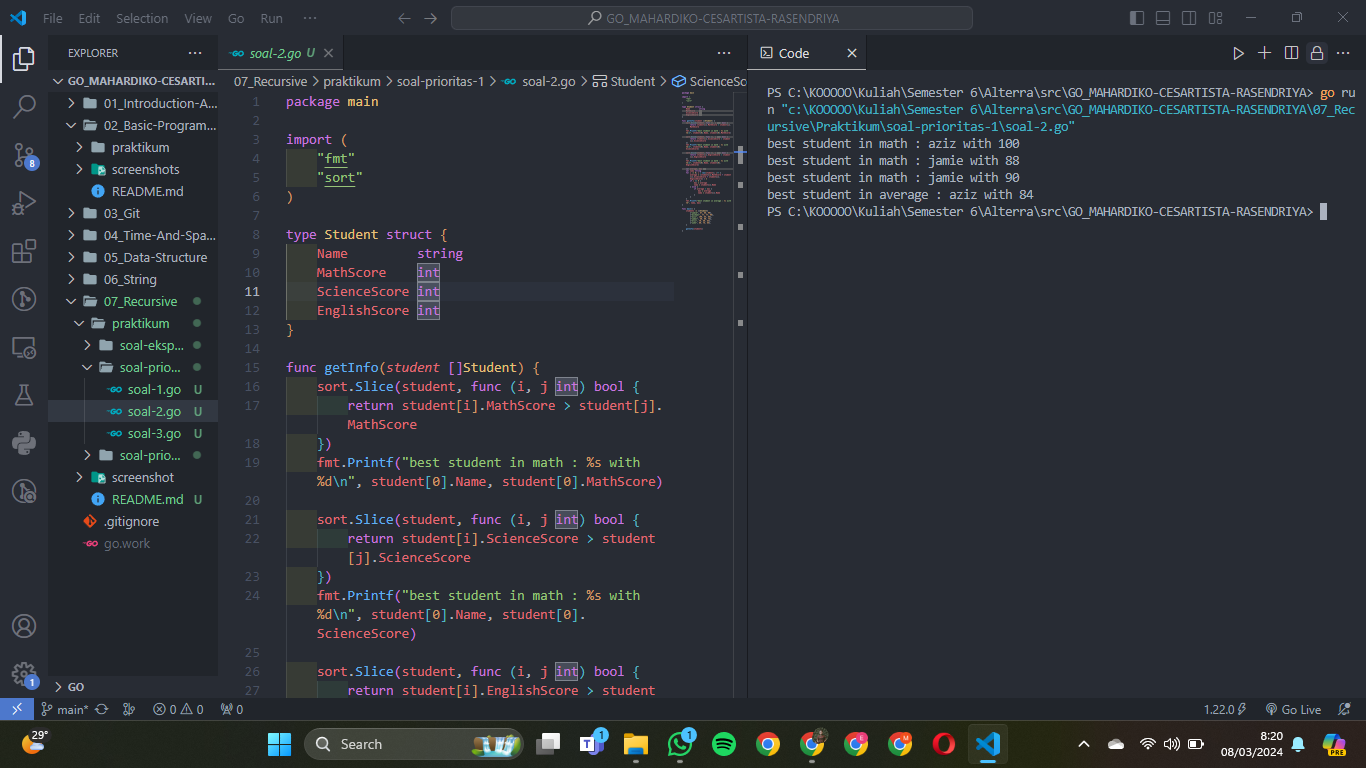 File Edit Selection View Go Run ···
GO_MAHARDIKO-CESARTISTA-RASENDRIYA
EXPLORER
GO_MAHARDIKO-CESARTI...
01_Introduction-A...
02_Basic-Program...
praktikum
screenshots
README.md
03_Git
04_Time-And-Spa...
05_Data-Structure
06_String
07_Recursive
praktikum
soal-eksp...
soal-prio...
soal-1.go U
soal-2.go U
soal-3.go U
soal-prio...
screenshot
README.md U
.gitignore
go.work
GO
8
1
soal-2.go U
07_Recursive > praktikum > soal-prioritas-1 > soal-2.go > Student > ScienceSc
1 package main
2
3 import (
4 "fmt"
5 "sort"
6 )
7
8 type Student struct {
9 Name string
10 MathScore int
11 ScienceScore int
12 EnglishScore int
13 }
14
15 func getInfo(student []Student) {
16 sort.Slice(student, func (i, j int) bool {
17 return student[i].MathScore > student[j].
MathScore
18 })
19 fmt.Printf("best student in math : %s with
%d\n", student[0].Name, student[0].MathScore)
20
21 sort.Slice(student, func (i, j int) bool {
22 return student[i].ScienceScore > student
[j].ScienceScore
23 })
24 fmt.Printf("best student in math : %s with
%d\n", student[0].Name, student[0].
ScienceScore)
25
26 sort.Slice(student, func (i, j int) bool {
27 return student[i].EnglishScore > student
Code
PS C:\KOOOOO\Kuliah\Semester 6\Alterra\src\GO_MAHARDIKO-CESARTISTA-RASENDRIYA> go ru
n "c:\KOOOOO\Kuliah\Semester 6\Alterra\src\GO_MAHARDIKO-CESARTISTA-RASENDRIYA\07_Rec
ursive\Praktikum\soal-prioritas-1\soal-2.go"
best student in math : aziz with 100
best student in math : jamie with 88
best student in math : jamie with 90
best student in average : aziz with 84
PS C:\KOOOOO\Kuliah\Semester 6\Alterra\src\GO_MAHARDIKO-CESARTISTA-RASENDRIYA>
main* 0 0 0
1.22.0 Go Live
29°
Search
1
1
8:20
08/03/2024
PRE